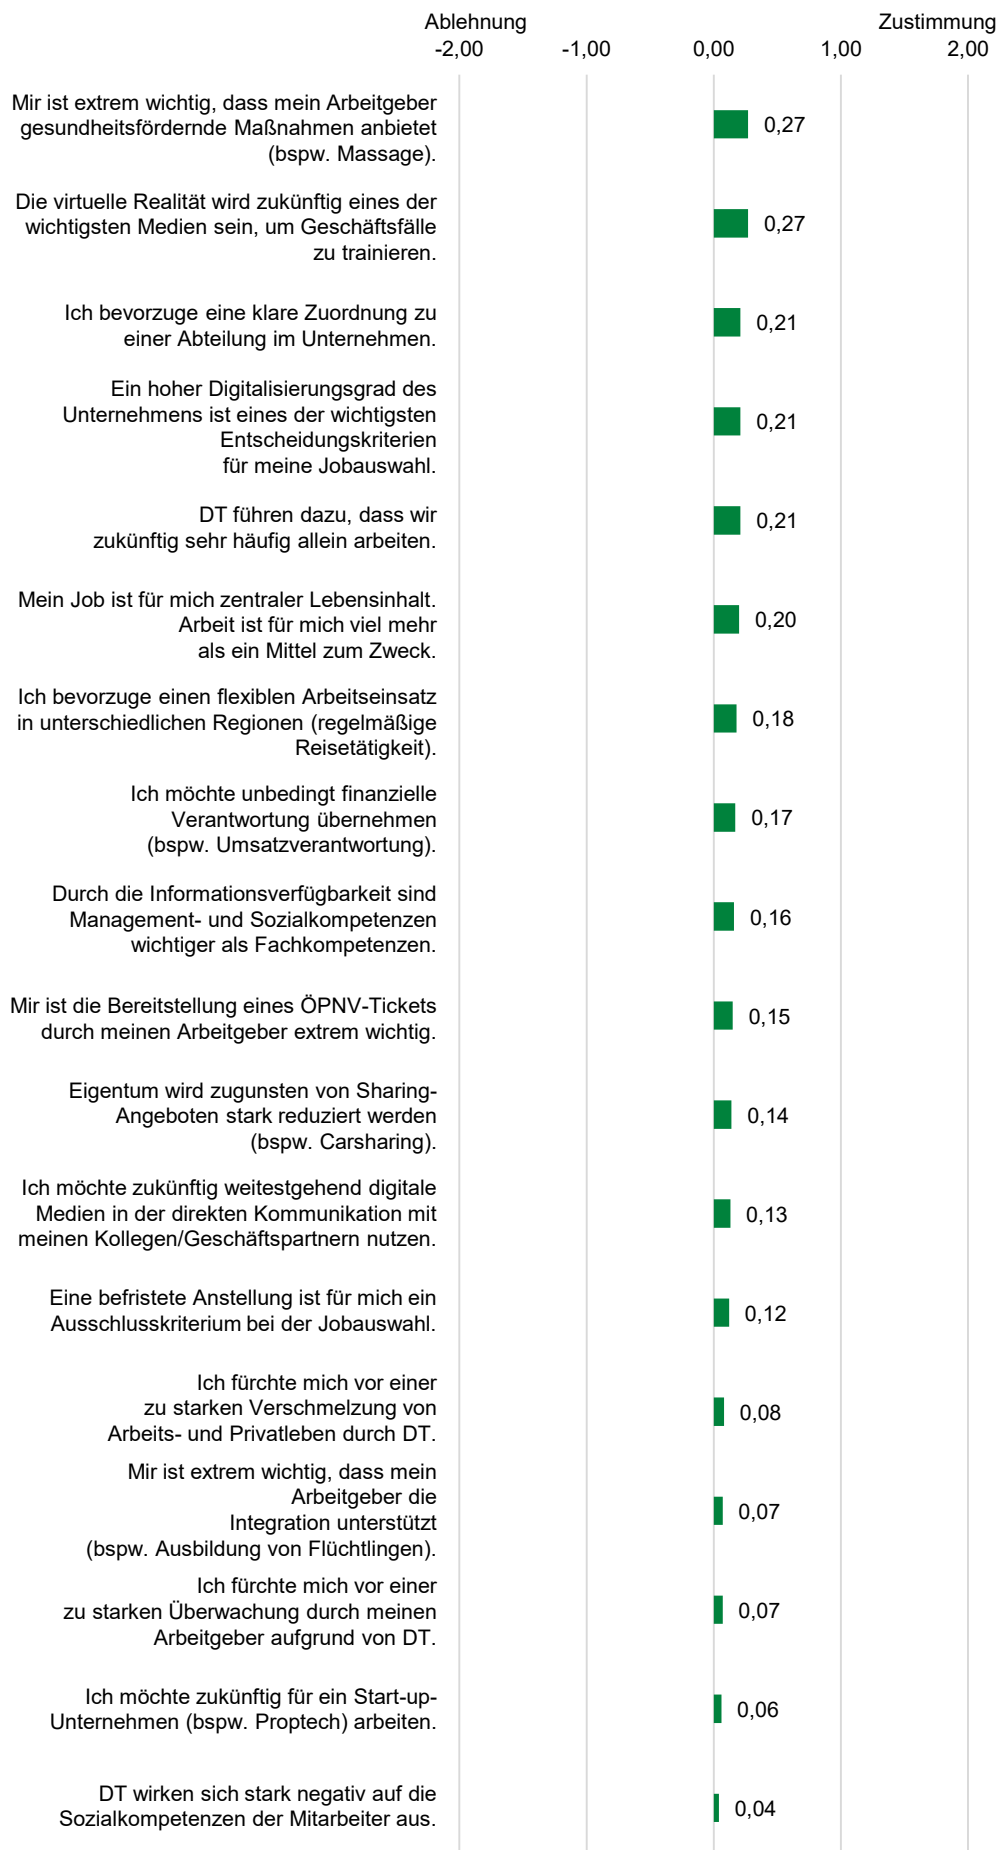 Ablehnung Zustimmung
-2,00 -1,00 0,00 1,00 2,00
Mir ist extrem wichtig, dass mein Arbeitgeber
gesundheitsfördernde Maßnahmen anbietet
(bspw. Massage).
0,27
Die virtuelle Realität wird zukünftig eines der
wichtigsten Medien sein, um Geschäftsfälle
zu trainieren.
0,27
Ich bevorzuge eine klare Zuordnung zu
einer Abteilung im Unternehmen.
0,21
Ein hoher Digitalisierungsgrad des
Unternehmens ist eines der wichtigsten
Entscheidungskriterien
für meine Jobauswahl.
0,21
DT führen dazu, dass wir
zukünftig sehr häufig allein arbeiten.
0,21
Mein Job ist für mich zentraler Lebensinhalt.
Arbeit ist für mich viel mehr
als ein Mittel zum Zweck.
0,20
Ich bevorzuge einen flexiblen Arbeitseinsatz
in unterschiedlichen Regionen (regelmäßige
Reisetätigkeit).
0,18
Ich möchte unbedingt finanzielle
Verantwortung übernehmen
(bspw. Umsatzverantwortung).
0,17
Durch die Informationsverfügbarkeit sind
Management- und Sozialkompetenzen
wichtiger als Fachkompetenzen.
0,16
Mir ist die Bereitstellung eines ÖPNV-Tickets
durch meinen Arbeitgeber extrem wichtig.
0,15
Eigentum wird zugunsten von Sharing-
Angeboten stark reduziert werden
(bspw. Carsharing).
0,14
Ich möchte zukünftig weitestgehend digitale
Medien in der direkten Kommunikation mit
meinen Kollegen/Geschäftspartnern nutzen.
0,13
Eine befristete Anstellung ist für mich ein
Ausschlusskriterium bei der Jobauswahl.
0,12
Ich fürchte mich vor einer
zu starken Verschmelzung von
Arbeits- und Privatleben durch DT.
0,08
Mir ist extrem wichtig, dass mein
Arbeitgeber die
Integration unterstützt
(bspw. Ausbildung von Flüchtlingen).
0,07
Ich fürchte mich vor einer
zu starken Überwachung durch meinen
Arbeitgeber aufgrund von DT.
0,07
Ich möchte zukünftig für ein Start-up-
Unternehmen (bspw. Proptech) arbeiten.
0,06
DT wirken sich stark negativ auf die
Sozialkompetenzen der Mitarbeiter aus.
0,04